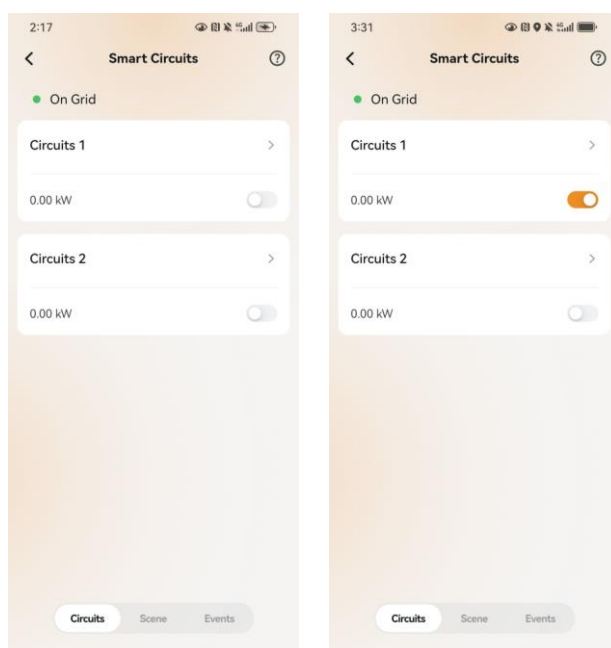 2:17
Smart Circuits
On Grid
Circuits 1
0.00 kW
Circuits 2
0.00 kW
Circuits Scene Events
3:31
Smart Circuits
On Grid
Circuits 1
0.00 kW
Circuits 2
0.00 kW
Circuits Scene Events